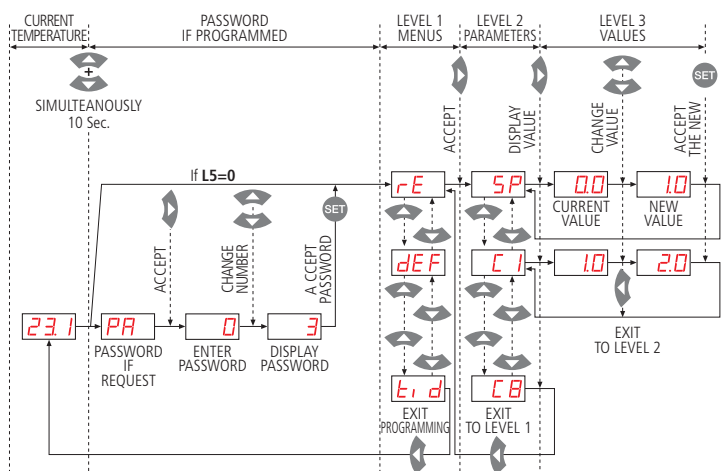 CURRENT
TEMPERATURE
PASSWORD
IF PROGRAMMED
LEVEL 1
MENUS
LEVEL 2
PARAMETERS
LEVEL 3
VALUES
+
SIMULTEANOUSLY
10 Sec.
SET
ACCEPT
DISPLAY
VALUE
CHANGE
VALUE
ACCEPT
THE NEW
If L5=0
rE
SP
0.0
1.0
CURRENT
VALUE
NEW
VALUE
SET
ACCEPT
CHANGE
NUMBER
A CCEPT
PASSWORD
dEF
C1
1.0
2.0
23.1
PA
0
3
PASSWORD
IF
REQUEST
ENTER
PASSWORD
DISPLAY
PASSWORD
EXIT
TO LEVEL 2
tid
C8
EXIT
PROGRAMMING
EXIT
TO LEVEL 1